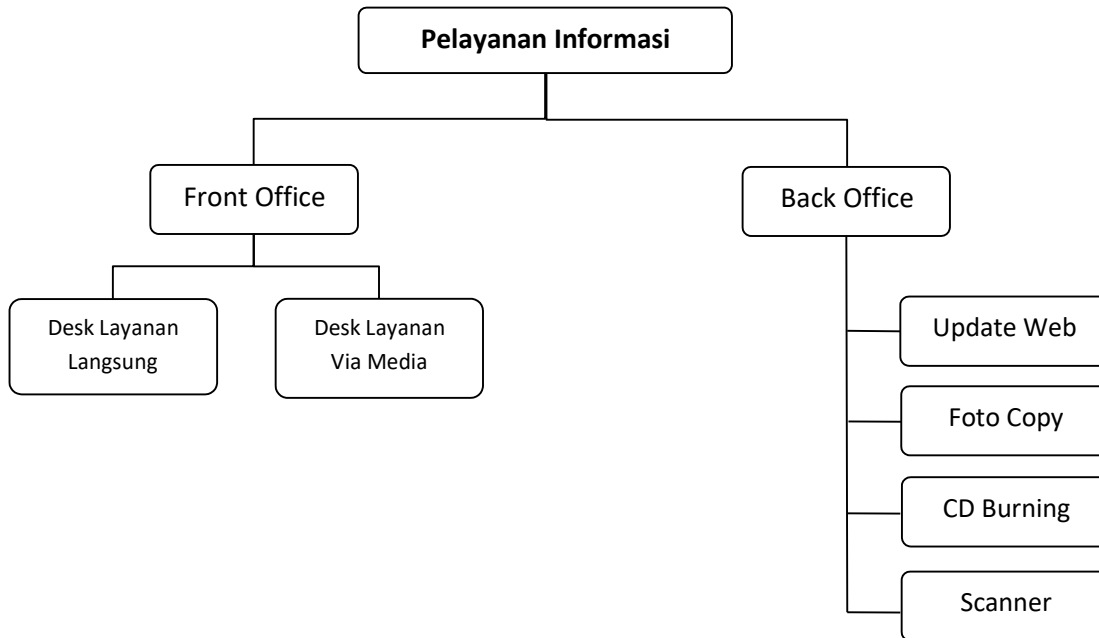 Pelayanan Informasi
Front Office
Back Office
Desk Layanan
Langsung
Desk Layanan
Via Media
Update Web
Foto Copy
CD Burning
Scanner